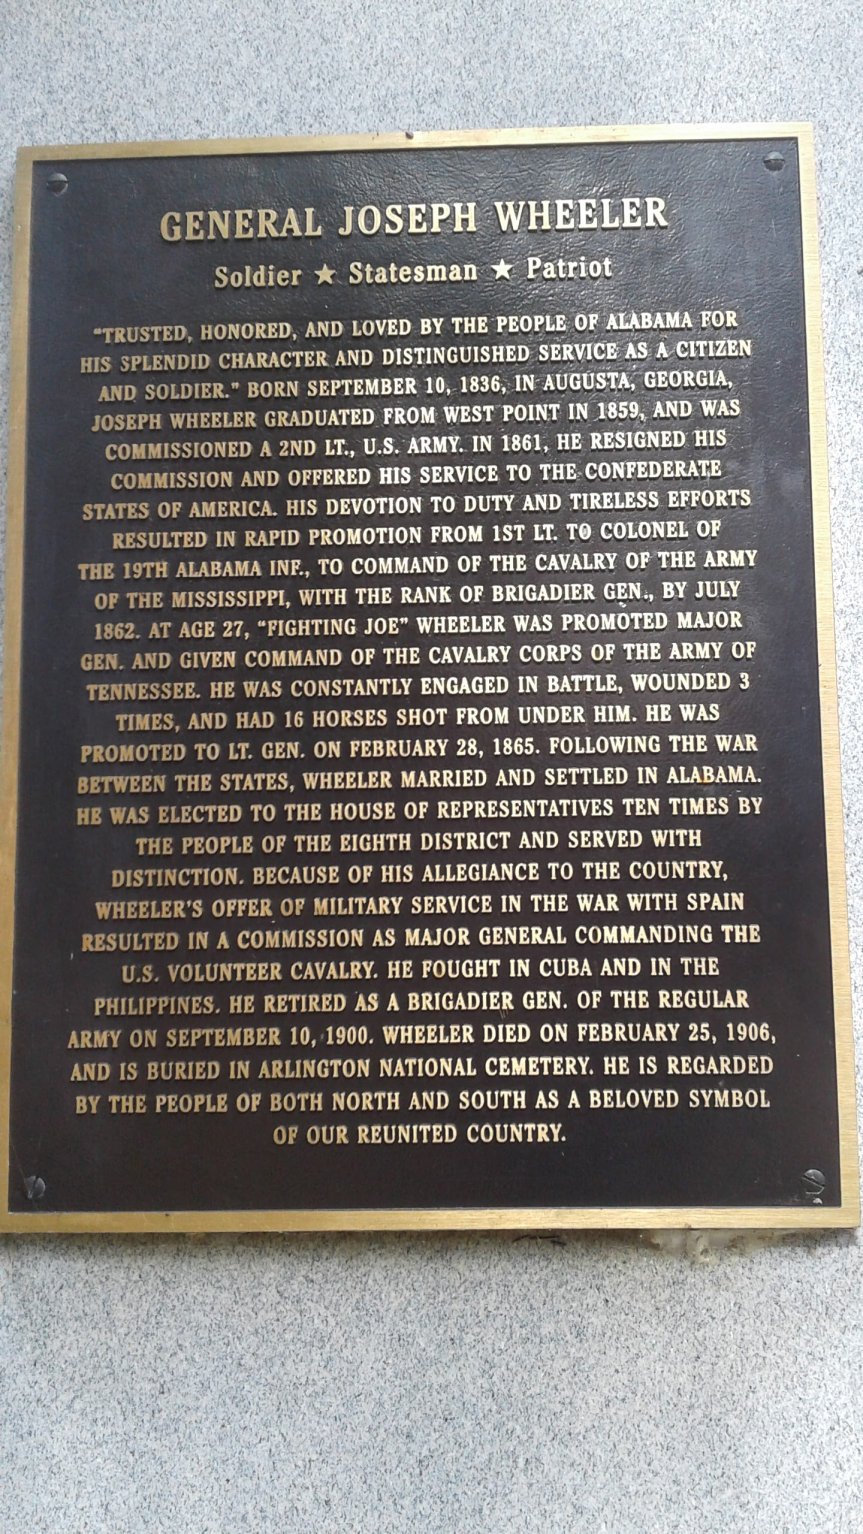 GENERAL JOSEPH WHEELER
Soldier ★ Statesman ★ Patriot
"TRUSTED, HONORED, AND LOVED BY THE PEOPLE OF ALABAMA FOR
HIS SPLENDID CHARACTER AND DISTINGUISHED SERVICE AS A CITIZEN
AND SOLDIER." BORN SEPTEMBER 10, 1836, IN AUGUSTA, GEORGIA,
JOSEPH WHEELER GRADUATED FROM WEST POINT IN 1859, AND WAS
COMMISSIONED A 2ND LT., U.S. ARMY. IN 1861, HE RESIGNED HIS
COMMISSION AND OFFERED HIS SERVICE TO THE CONFEDERATE
STATES OF AMERICA. HIS DEVOTION TO DUTY AND TIRELESS EFFORTS
RESULTED IN RAPID PROMOTION FROM 1ST LT. TO COLONEL OF
THE 19TH ALABAMA INF., TO COMMAND OF THE CAVALRY OF THE ARMY
OF THE MISSISSIPPI, WITH THE RANK OF BRIGADIER GEN., BY JULY
1862. AT AGE 27, "FIGHTING JOE" WHEELER WAS PROMOTED MAJOR
GEN. AND GIVEN COMMAND OF THE CAVALRY CORPS OF THE ARMY OF
TENNESSEE. HE WAS CONSTANTLY ENGAGED IN BATTLE, WOUNDED 3
TIMES, AND HAD 16 HORSES SHOT FROM UNDER HIM. HE WAS
PROMOTED TO LT. GEN. ON FEBRUARY 28, 1865. FOLLOWING THE WAR
BETWEEN THE STATES, WHEELER MARRIED AND SETTLED IN ALABAMA.
HE WAS ELECTED TO THE HOUSE OF REPRESENTATIVES TEN TIMES BY
THE PEOPLE OF THE EIGHTH DISTRICT AND SERVED WITH
DISTINCTION. BECAUSE OF HIS ALLEGIANCE TO THE COUNTRY,
WHEELER'S OFFER OF MILITARY SERVICE IN THE WAR WITH SPAIN
RESULTED IN A COMMISSION AS MAJOR GENERAL COMMANDING THE
U.S. VOLUNTEER CAVALRY. HE FOUGHT IN CUBA AND IN THE
PHILIPPINES. HE RETIRED AS A BRIGADIER GEN. OF THE REGULAR
ARMY ON SEPTEMBER 10, 1900. WHEELER DIED ON FEBRUARY 25, 1906,
AND IS BURIED IN ARLINGTON NATIONAL CEMETERY. HE IS REGARDED
BY THE PEOPLE OF BOTH NORTH AND SOUTH AS A BELOVED SYMBOL
OF OUR REUNITED COUNTRY.